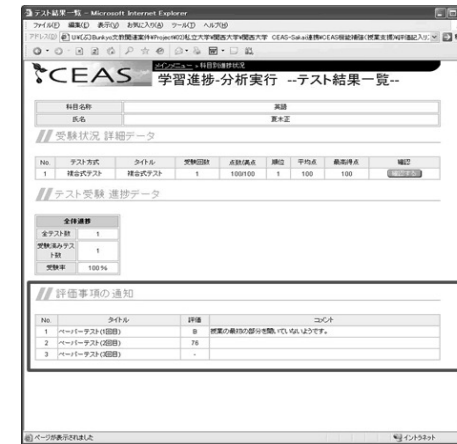 テスト結果一覧 - Microsoft Internet Explorer
ファイル(F) 編集(E) 表示(V) お気に入り(A) ツール(T) ヘルプ(H)
CEAS
メインメニュー > 科目別進捗状況
学習進捗-分析実行 --テスト結果一覧--
科目名称 英語
氏名
受験状況 詳細データ
No. テスト方式 タイトル 受験回数 点数/満点 順位 平均点 最高得点 確認
1 複合式テスト 複合式テスト 1 100/100 1 100 100 確認する
テスト受験 進捗データ
全体進捗
全テスト数 1
受験済みテスト数 1
受験率 100%
評価事項の通知
No. タイトル 評価 コメント
1 ペーパーテスト(1回目) B 授業の最初の部分を聞いていないようです。
2 ペーパーテスト(2回目) 76
3 ペーパーテスト(3回目) -
ページが表示されました イントラネット